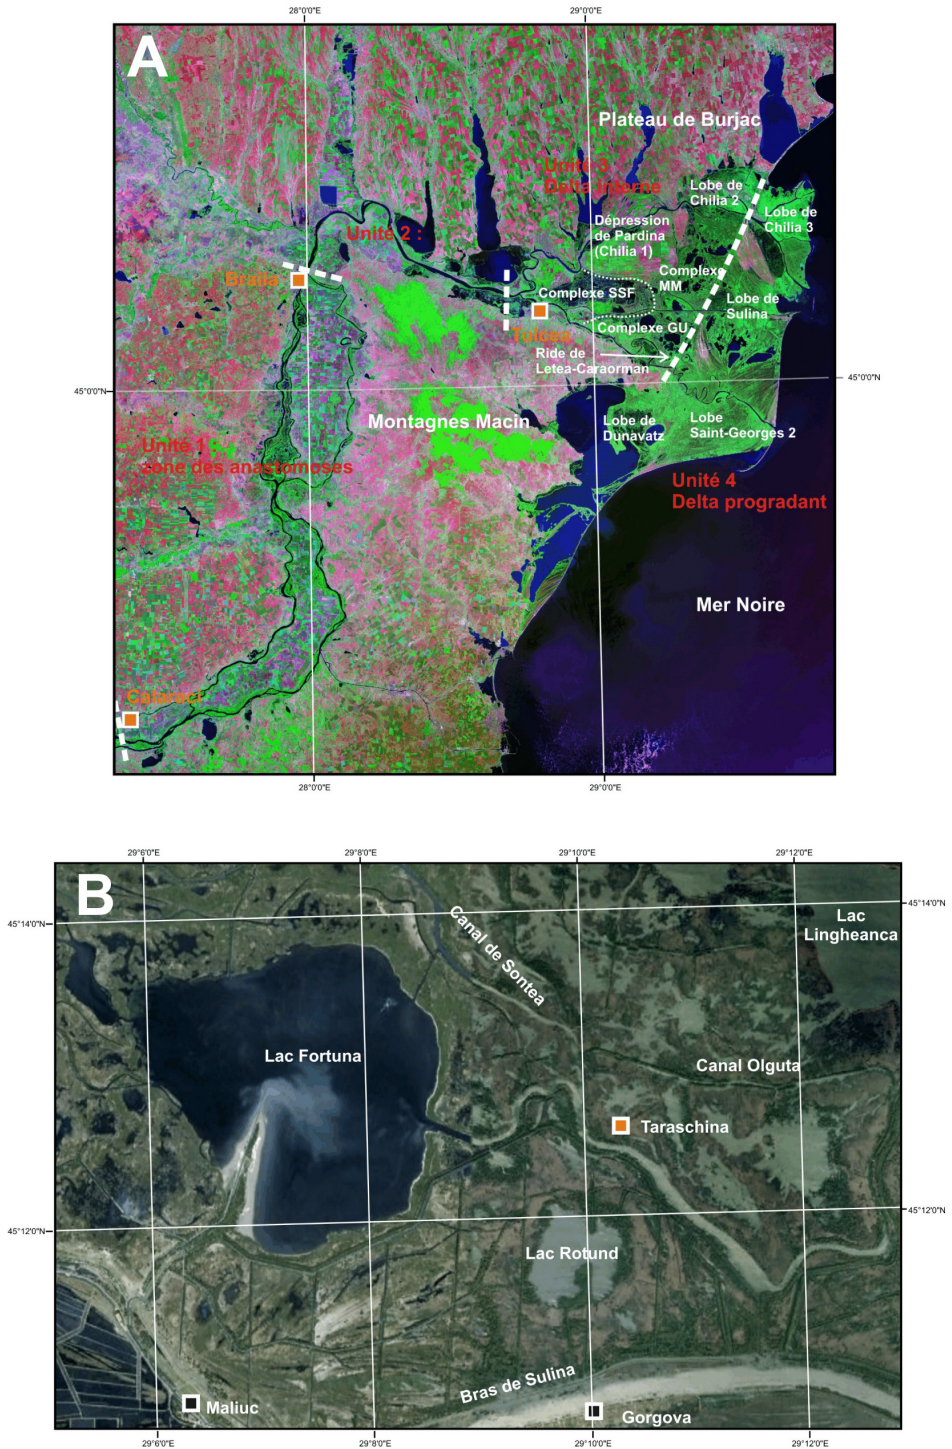 28°0'0"E
29°0'0"E
A
Plateau de Burjac
Unité 3
Delta interne
Lobe de
Chilia 2
Lobe de
Chilia 3
Dépression
de Pardina
(Chilia 1)
Unité 2 :
Complexe
MM
Braila
Complexe SSF
Lobe de
Sulina
Tulcea
Complexe GU
Ride de
Letea-Caraorman
45°0'0"N
45°0'0"N
Montagnes Macin
Lobe de
Dunavatz
Lobe
Saint-Georges 2
Unité 1 :
zone des anastomoses
Unité 4
Delta progradant
Mer Noire
Calaraci
28°0'0"E
29°0'0"E
29°6'0"E
29°8'0"E
29°10'0"E
29°12'0"E
B
45°14'0"N
45°14'0"N
Canal de Sontea
Lac
Lingheanca
Lac Fortuna
Canal Olguta
Taraschina
45°12'0"N
45°12'0"N
Lac Rotund
Bras de Sulina
Maliuc
Gorgova
29°6'0"E
29°8'0"E
29°10'0"E
29°12'0"E